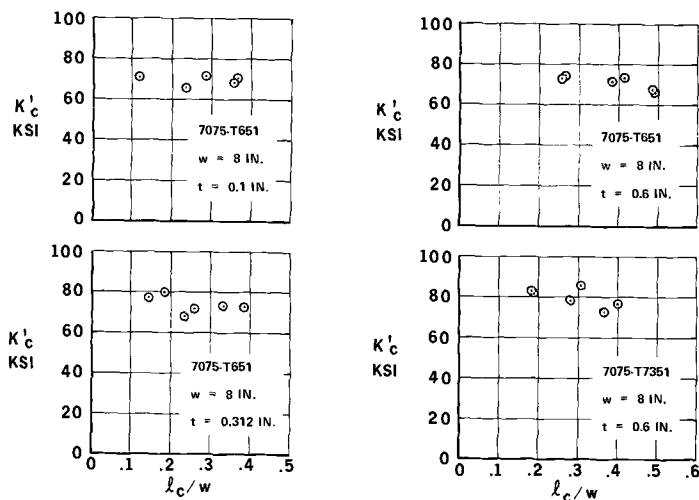 100
80
60
40
20
0
K'c
KSI
7075-T651
w = 8 IN.
t = 0.1 IN.
100
80
60
40
20
0
K'c
KSI
7075-T651
w = 8 IN.
t = 0.6 IN.
100
80
60
40
20
0
K'c
KSI
7075-T651
w = 8 IN.
t = 0.312 IN.
0 .1 .2 .3 .4 .5
ℓc/w
100
80
60
40
20
0
K'c
KSI
7075-T7351
w = 8 IN.
t = 0.6 IN.
0 .1 .2 .3 .4 .5 .6
ℓc/w